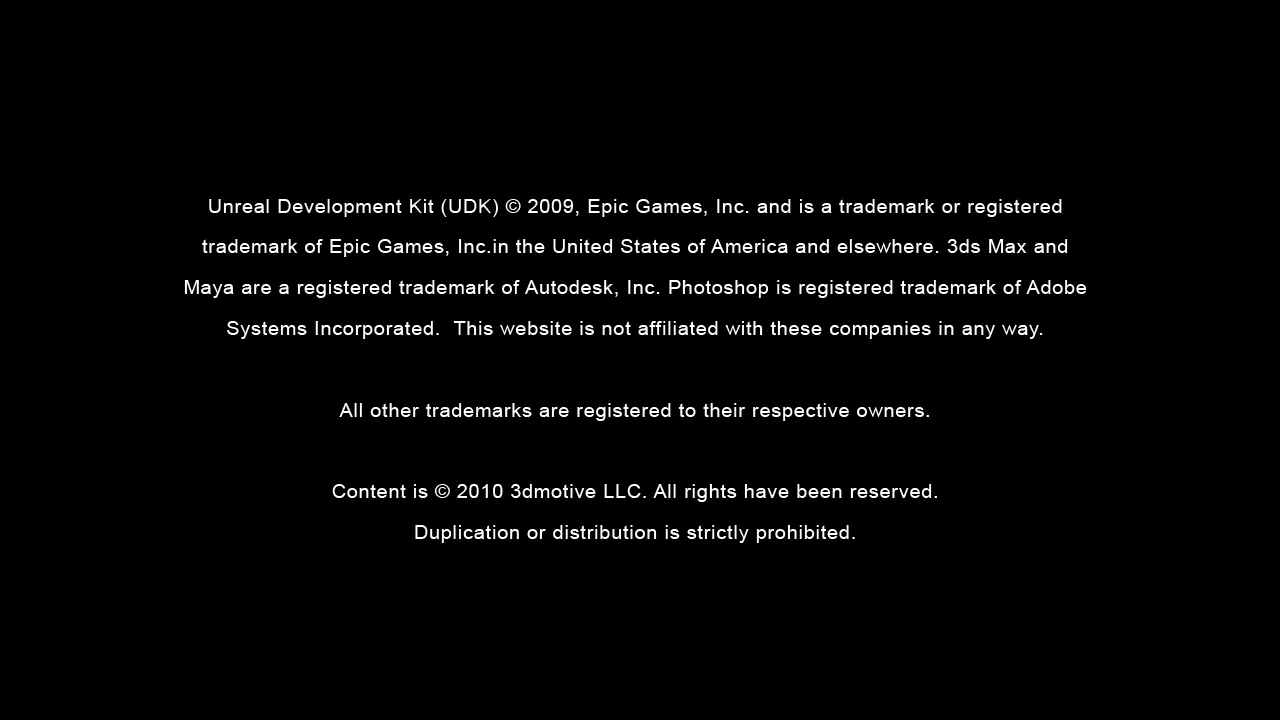 Unreal Development Kit (UDK) © 2009, Epic Games, Inc. and is a trademark or registered
trademark of Epic Games, Inc.in the United States of America and elsewhere. 3ds Max and
Maya are a registered trademark of Autodesk, Inc. Photoshop is registered trademark of Adobe
Systems Incorporated.  This website is not affiliated with these companies in any way.
All other trademarks are registered to their respective owners.
Content is © 2010 3dmotive LLC. All rights have been reserved.
Duplication or distribution is strictly prohibited.